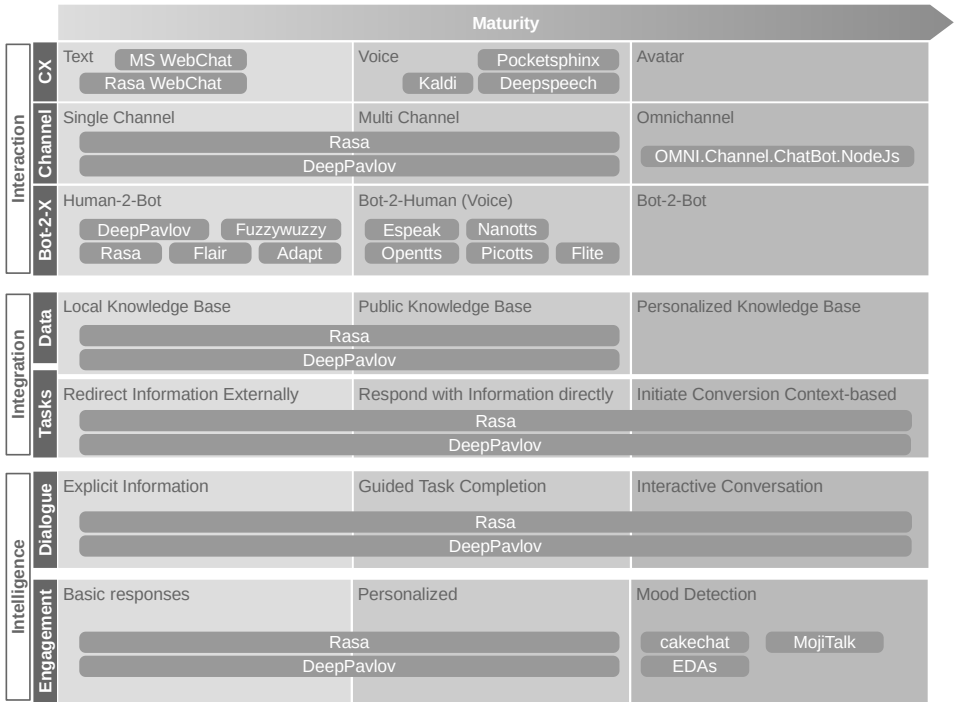 Maturity
Interaction
CX
Text
MS WebChat
Rasa WebChat
Voice
Pocketsphinx
Kaldi
Deepspeech
Avatar
Channel
Single Channel
Multi Channel
Omnichannel
Rasa
DeepPavlov
OMNI.Channel.ChatBot.NodeJs
Bot-2-X
Human-2-Bot
DeepPavlov
Fuzzywuzzy
Rasa
Flair
Adapt
Bot-2-Human (Voice)
Espeak
Nanotts
Opentts
Picotts
Flite
Bot-2-Bot
Integration
Data
Local Knowledge Base
Public Knowledge Base
Personalized Knowledge Base
Rasa
DeepPavlov
Tasks
Redirect Information Externally
Respond with Information directly
Initiate Conversion Context-based
Rasa
DeepPavlov
Intelligence
Dialogue
Explicit Information
Guided Task Completion
Interactive Conversation
Rasa
DeepPavlov
Engagement
Basic responses
Personalized
Mood Detection
Rasa
DeepPavlov
cakechat
MojiTalk
EDAs